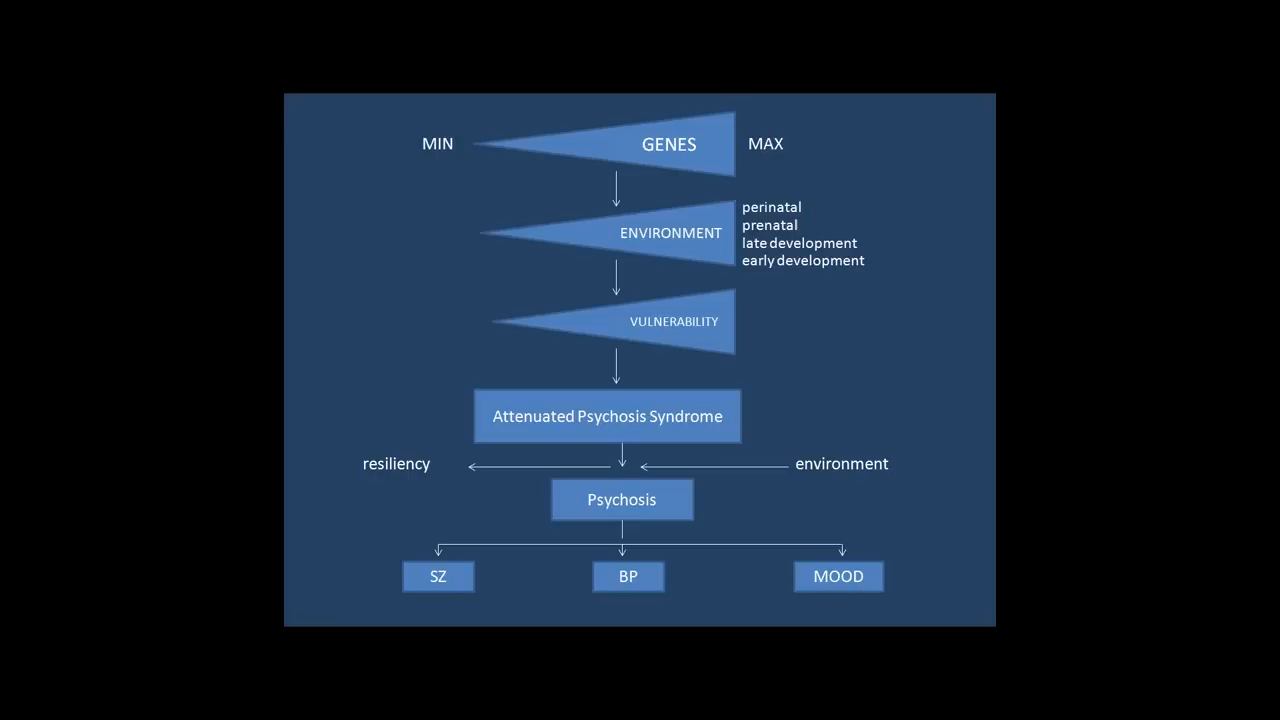 MIN
GENES
MAX
ENVIRONMENT
perinatal
prenatal
late development
early development
VULNERABILITY
Attenuated Psychosis Syndrome
resiliency
environment
Psychosis
SZ
BP
MOOD